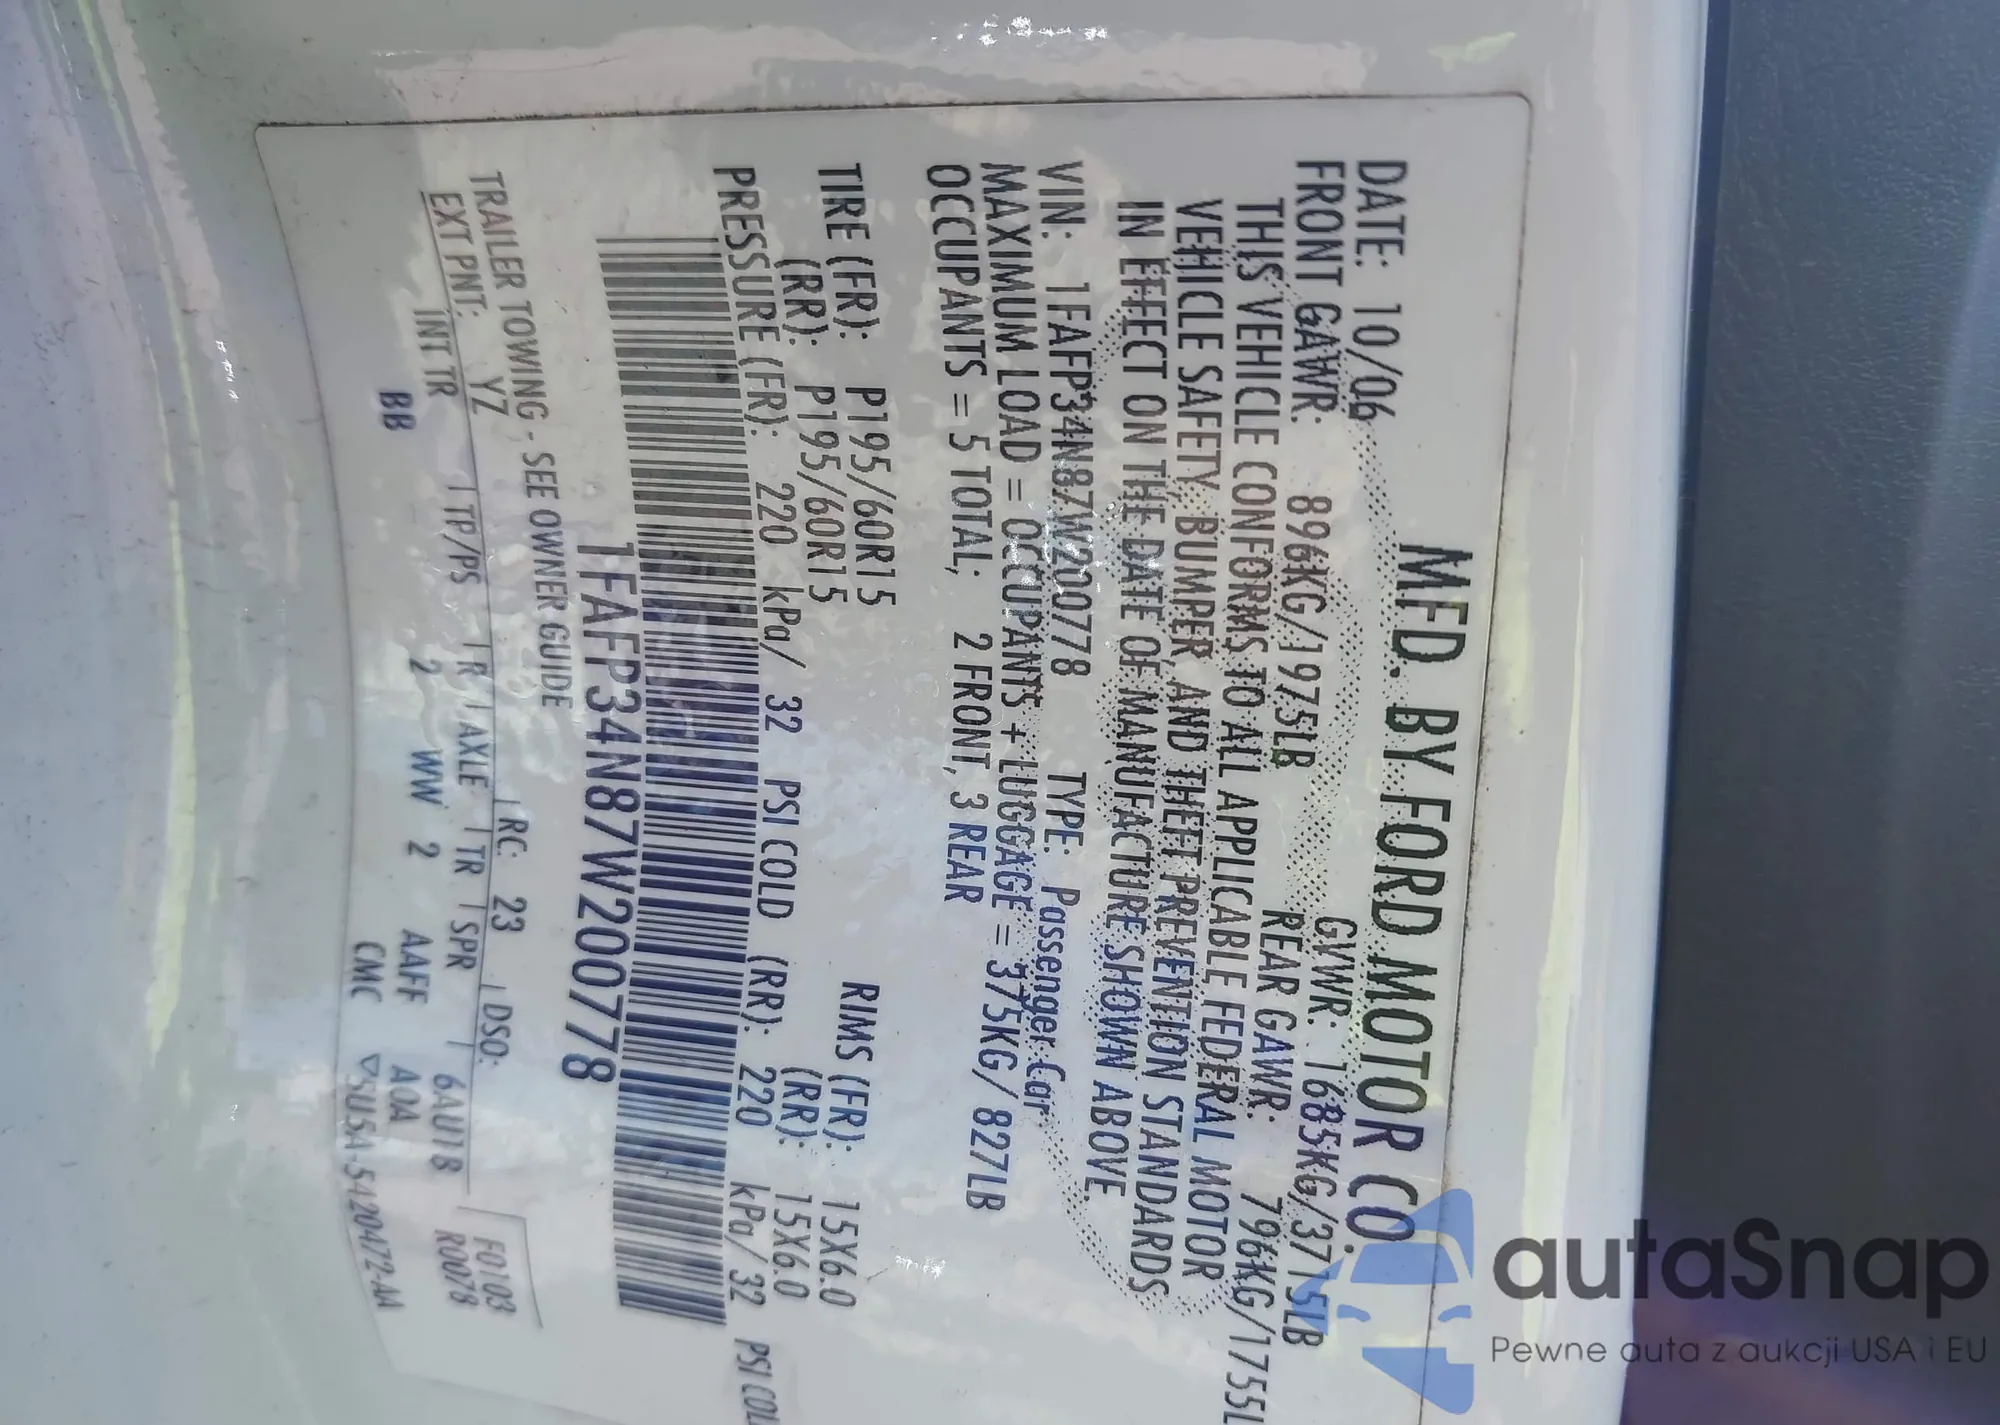 MFD. BY FORD MOTOR CO.
DATE: 10/06 GVWR: 1685KG/3715LB
FRONT GAWR: 896KG/1975LB REAR GAWR: 796KG/1755L
THIS VEHICLE CONFORMS TO ALL APPLICABLE FEDERAL MOTOR
VEHICLE SAFETY, BUMPER, AND THEFT PREVENTION STANDARDS
IN EFFECT ON THE DATE OF MANUFACTURE SHOWN ABOVE.
VIN: 1FAFP34N87W200778 TYPE: Passenger Car
MAXIMUM LOAD = OCCUPANTS + LUGGAGE = 375KG/ 827LB
OCCUPANTS = 5 TOTAL; 2 FRONT, 3 REAR
TIRE (FR): P195/60R15 RIMS (FR): 15X6.0
(RR): P195/60R15 (RR): 15X6.0
PRESSURE (FR): 220 kPa/ 32 PSI COLD (RR): 220 kPa/ 32 PSI COL
1FAFP34N87W200778
TRAILER TOWING - SEE OWNER GUIDE
F0103
EXT PNT: YZ RC: 23 DSO: R0078
INT TR TP/PS R AXLE TR SPR 6AU18
BB 2 WW 2 AAFF A0A
CMC ▽5U5A-5420472-AA
autaSnap
Pewne auta z aukcji USA i EU